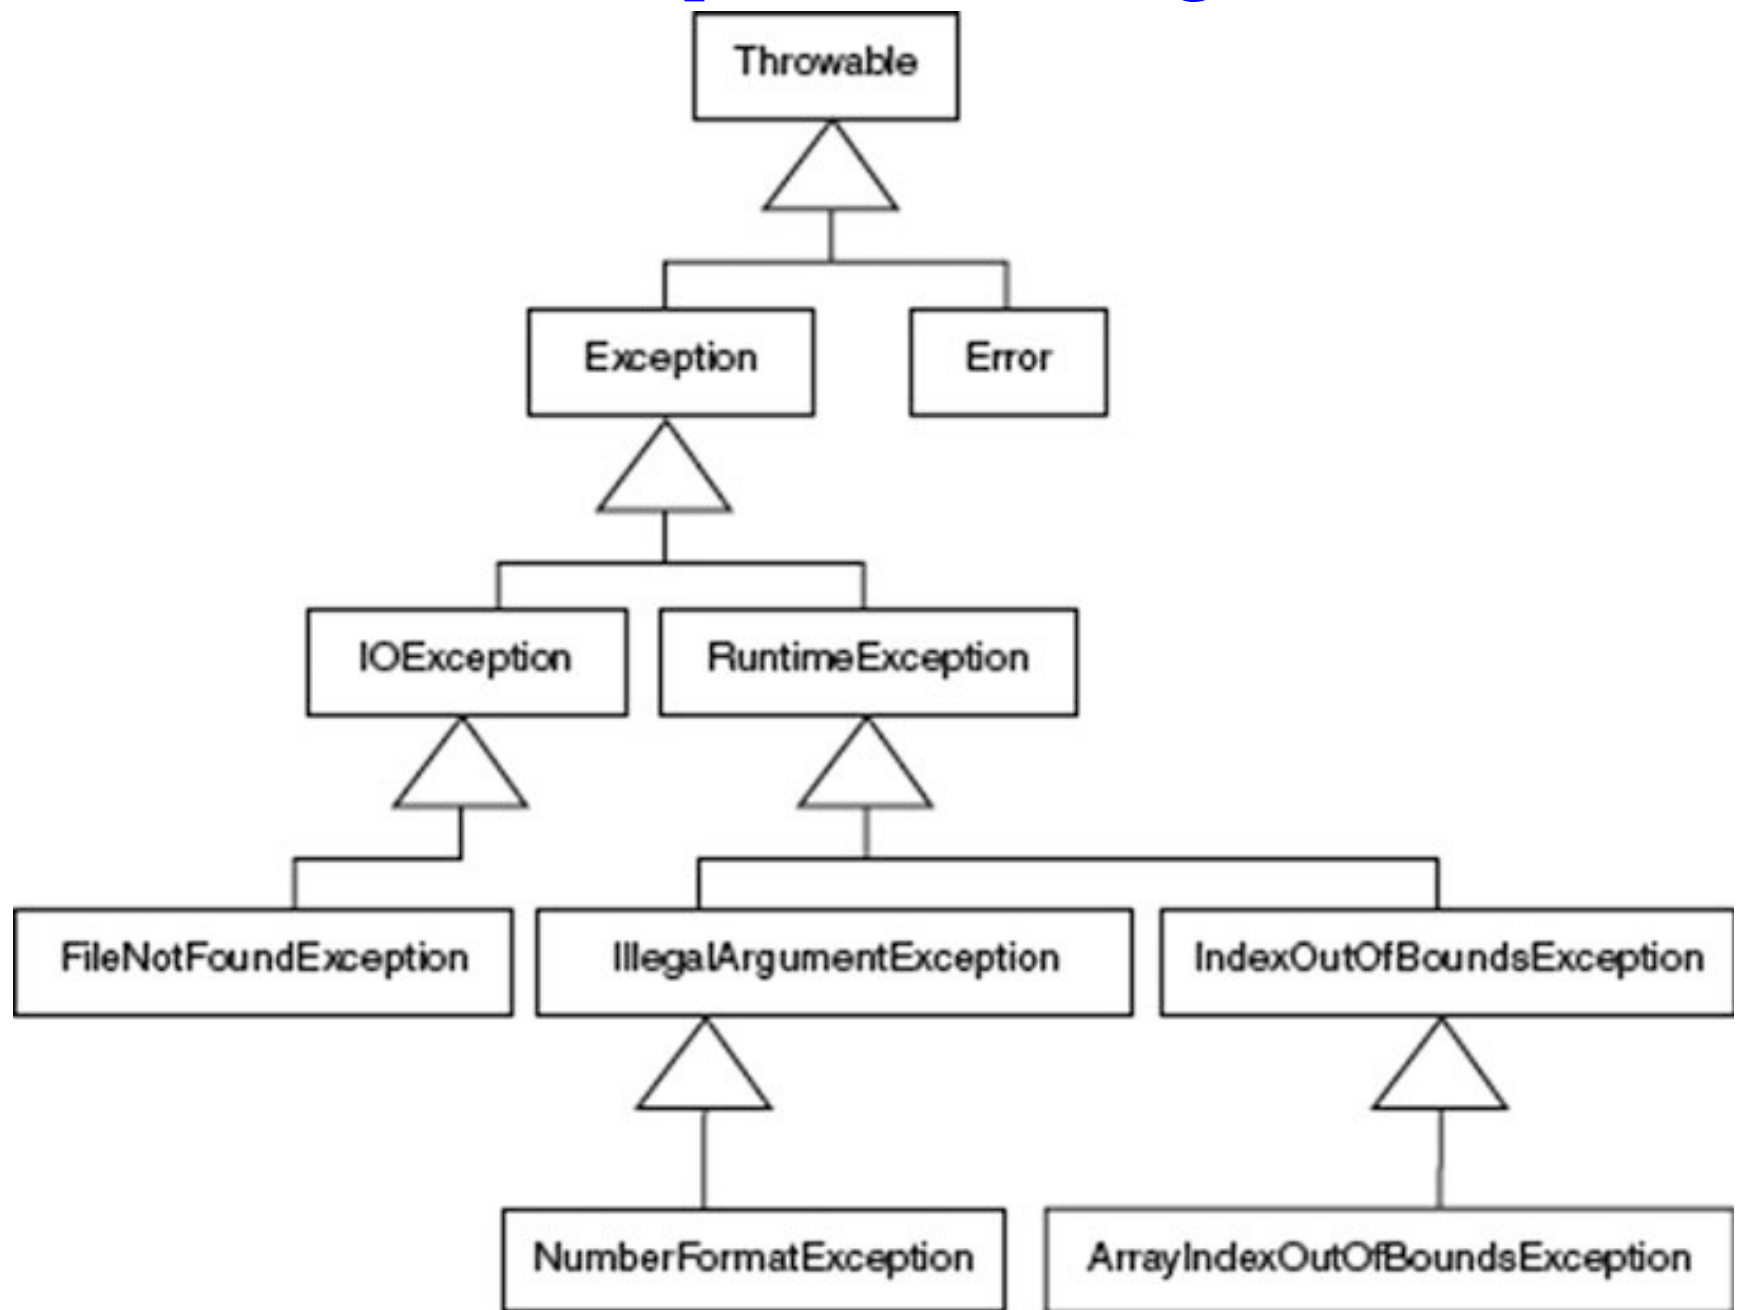 Throwable
Exception
Error
IOException
RuntimeException
FileNotFoundException
IllegalArgumentException
IndexOutOfBoundsException
NumberFormatException
ArrayIndexOutOfBoundsException